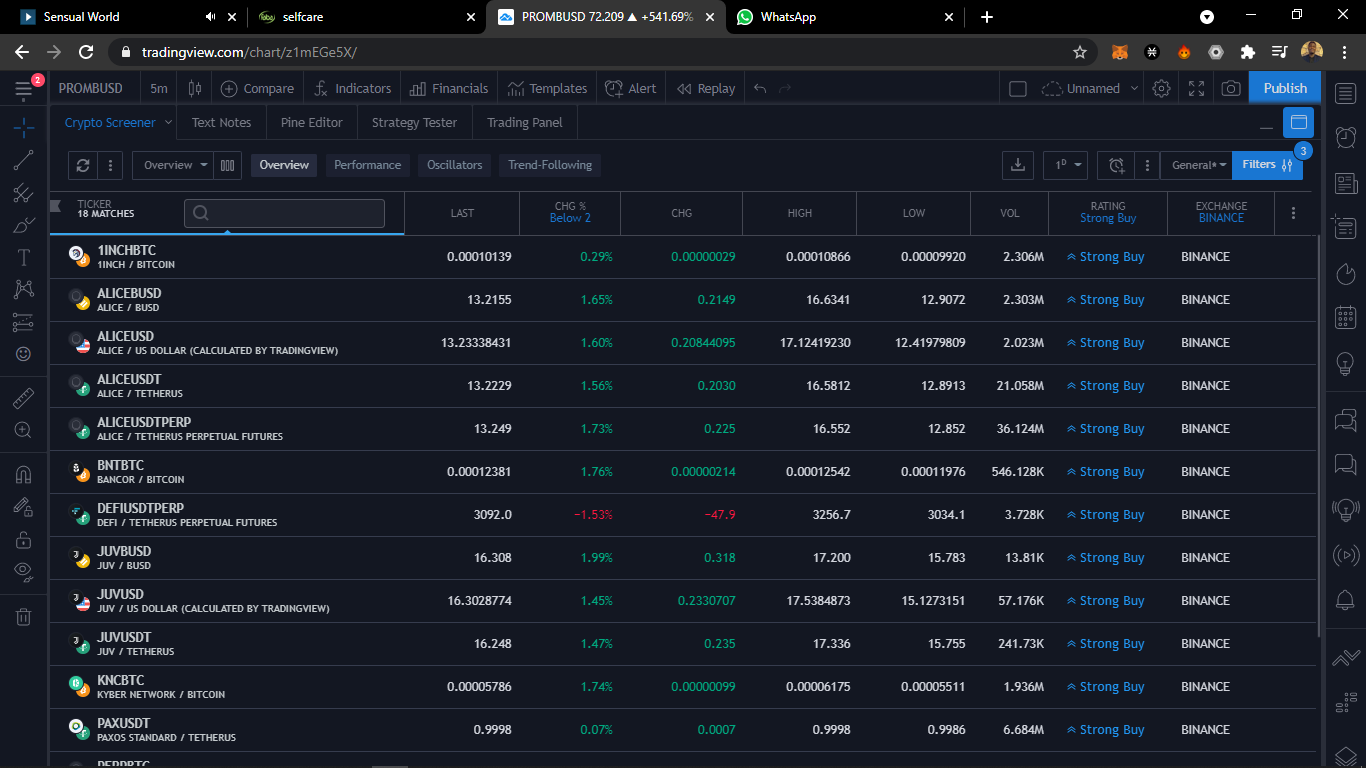 Sensual World
selfcare
PROMBUSD 72.209 ▲ +541.69%
WhatsApp
tradingview.com/chart/z1mEGe5X/
2
PROMBUSD
5m
Compare
Indicators
Financials
Templates
Alert
Replay
Unnamed
Publish
Crypto Screener
Text Notes
Pine Editor
Strategy Tester
Trading Panel
Overview
Overview
Performance
Oscillators
Trend-Following
1D
General*
Filters
3
TICKER
18 MATCHES
LAST
CHG %
Below 2
CHG
HIGH
LOW
VOL
RATING
Strong Buy
EXCHANGE
BINANCE
1INCHBTC
1INCH / BITCOIN
0.00010139 0.29% 0.00000029 0.00010866 0.00009920 2.306M Strong Buy BINANCE
ALICEBUSD
ALICE / BUSD
13.2155 1.65% 0.2149 16.6341 12.9072 2.303M Strong Buy BINANCE
ALICEUSD
ALICE / US DOLLAR (CALCULATED BY TRADINGVIEW)
13.23338431 1.60% 0.20844095 17.12419230 12.41979809 2.023M Strong Buy BINANCE
ALICEUSDT
ALICE / TETHERUS
13.2229 1.56% 0.2030 16.5812 12.8913 21.058M Strong Buy BINANCE
ALICEUSDTPERP
ALICE / TETHERUS PERPETUAL FUTURES
13.249 1.73% 0.225 16.552 12.852 36.124M Strong Buy BINANCE
BNTBTC
BANCOR / BITCOIN
0.00012381 1.76% 0.00000214 0.00012542 0.00011976 546.128K Strong Buy BINANCE
DEFIUSDTPERP
DEFI / TETHERUS PERPETUAL FUTURES
3092.0 −1.53% −47.9 3256.7 3034.1 3.728K Strong Buy BINANCE
JUVBUSD
JUV / BUSD
16.308 1.99% 0.318 17.200 15.783 13.81K Strong Buy BINANCE
JUVUSD
JUV / US DOLLAR (CALCULATED BY TRADINGVIEW)
16.3028774 1.45% 0.2330707 17.5384873 15.1273151 57.176K Strong Buy BINANCE
JUVUSDT
JUV / TETHERUS
16.248 1.47% 0.235 17.336 15.755 241.73K Strong Buy BINANCE
KNCBTC
KYBER NETWORK / BITCOIN
0.00005786 1.74% 0.00000099 0.00006175 0.00005511 1.936M Strong Buy BINANCE
PAXUSDT
PAXOS STANDARD / TETHERUS
0.9998 0.07% 0.0007 0.9998 0.9986 6.684M Strong Buy BINANCE